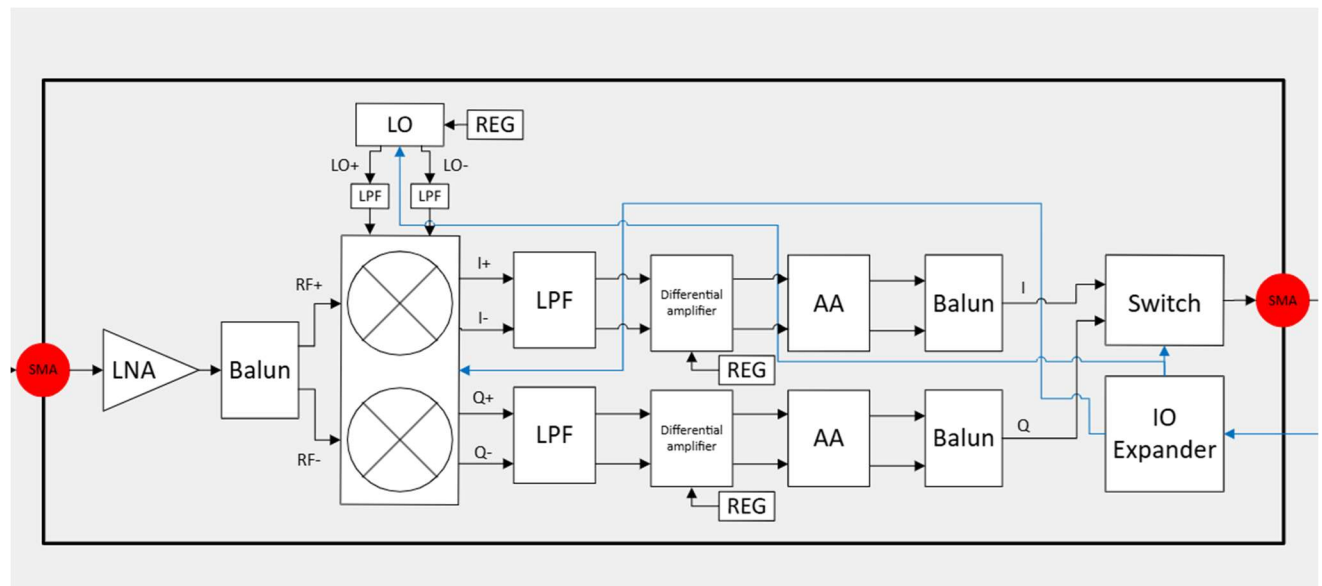 LO
REG
LO+
LO-
LPF
LPF
RF+
I+
I-
LPF
Differential
amplifier
AA
Balun
I
Switch
SMA
SMA
LNA
Balun
REG
RF-
Q+
Q-
LPF
Differential
amplifier
AA
Balun
Q
IO
Expander
REG